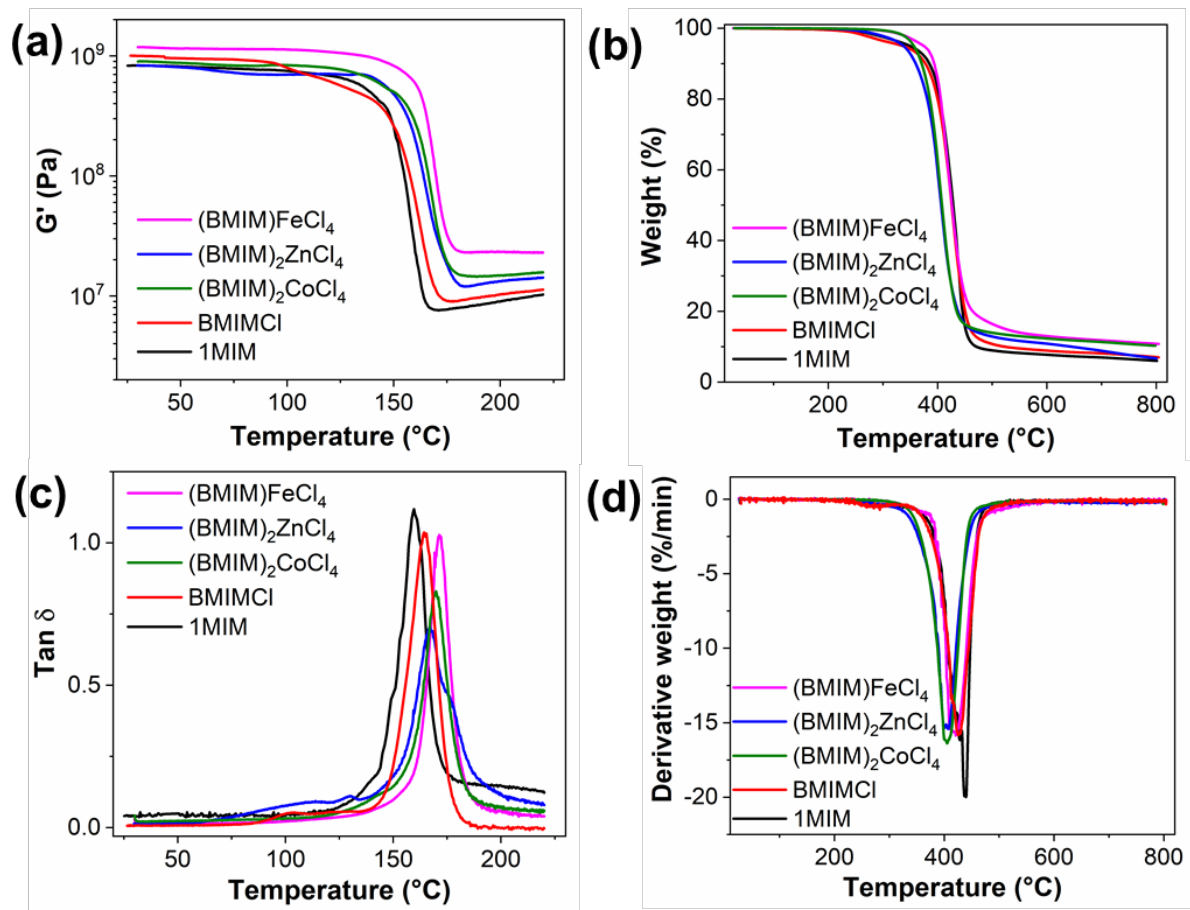 (a)
G' (Pa)
10⁹
10⁸
10⁷
(BMIM)FeCl₄
(BMIM)₂ZnCl₄
(BMIM)₂CoCl₄
BMIMCl
1MIM
50 100 150 200
Temperature (°C)
(b)
Weight (%)
100
80
60
40
20
0
(BMIM)FeCl₄
(BMIM)₂ZnCl₄
(BMIM)₂CoCl₄
BMIMCl
1MIM
200 400 600 800
Temperature (°C)
(c)
Tan δ
1.0
0.5
0.0
(BMIM)FeCl₄
(BMIM)₂ZnCl₄
(BMIM)₂CoCl₄
BMIMCl
1MIM
50 100 150 200
Temperature (°C)
(d)
Derivative weight (%/min)
0
-5
-10
-15
-20
(BMIM)FeCl₄
(BMIM)₂ZnCl₄
(BMIM)₂CoCl₄
BMIMCl
1MIM
200 400 600 800
Temperature (°C)